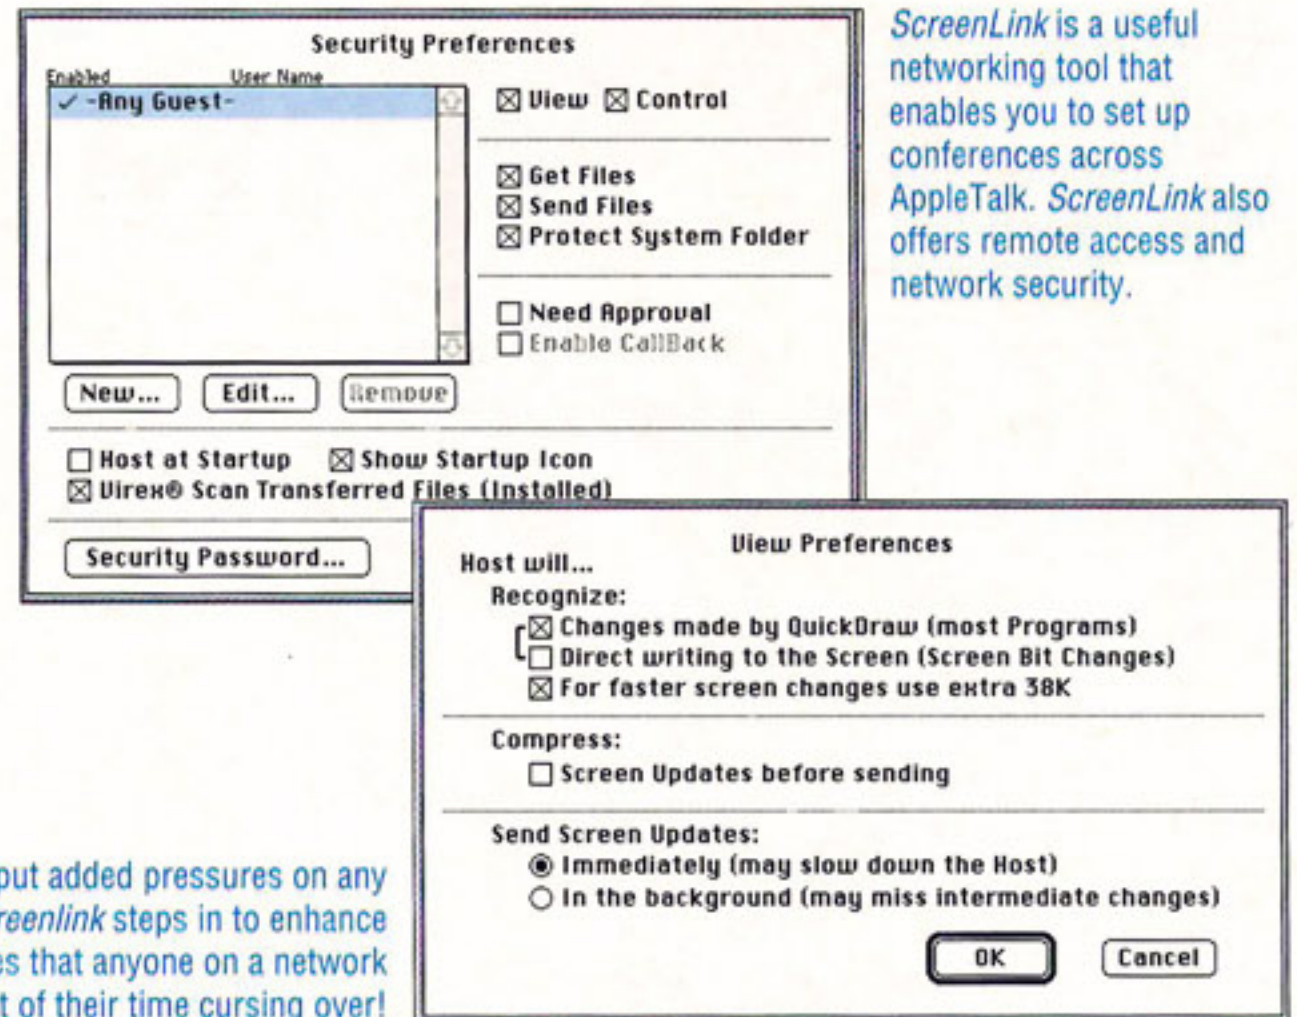 Security Preferences
Enabled User Name
✓ -Any Guest-
View Control
Get Files
Send Files
Protect System Folder
Need Approval
Enable CallBack
New... Edit... Remove
Host at Startup Show Startup Icon
Virex® Scan Transferred Files (Installed)
Security Password...
ScreenLink is a useful
networking tool that
enables you to set up
conferences across
AppleTalk. ScreenLink also
offers remote access and
network security.
View Preferences
Host will...
Recognize:
Changes made by QuickDraw (most Programs)
Direct writing to the Screen (Screen Bit Changes)
For faster screen changes use extra 38K
Compress:
Screen Updates before sending
Send Screen Updates:
Immediately (may slow down the Host)
In the background (may miss intermediate changes)
OK Cancel
added pressures on any
steps in to enhance
that anyone on a network
of their time cursing over!